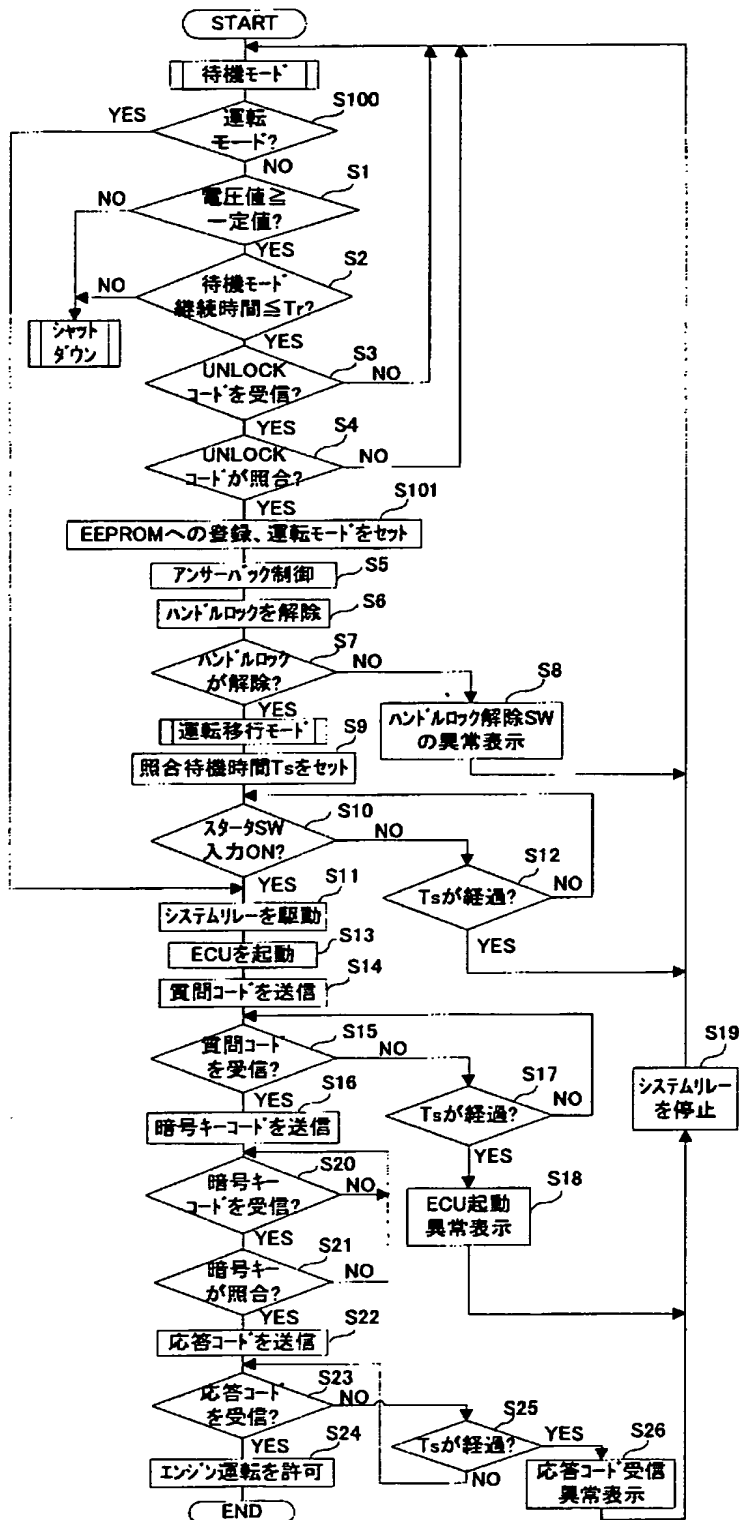 START
待機モード
YES
S100
運転
モード?
NO
S1
NO
電圧値≧
一定値?
YES
S2
NO
待機モード
継続時間≦Tr?
シャット
ダウン
YES
S3
UNLOCK
コードを受信?
NO
YES
S4
UNLOCK
コードが照合?
NO
YES
S101
EEPROMへの登録、運転モードをセット
アンサーバック制御
S5
ハンドルロックを解除
S6
S7
ハンドルロック
が解除?
NO
S8
ハンドルロック解除SW
の異常表示
YES
運転移行モード
S9
照合待機時間Tsをセット
S10
スタータSW
入力ON?
NO
S12
Tsが経過?
NO
YES
YES
S11
システムリレーを駆動
S13
ECUを起動
S14
質問コードを送信
S15
質問コード
を受信?
NO
S17
Tsが経過?
NO
YES
S19
システムリレー
を停止
YES
S16
暗号キーコードを送信
S20
暗号キー
コードを受信?
NO
S18
ECU起動
異常表示
YES
S21
暗号キー
が照合?
NO
YES
S22
応答コードを送信
S23
応答コード
を受信?
NO
S25
Tsが経過?
YES
NO
S26
応答コード受信
異常表示
YES
S24
エンジン運転を許可
END